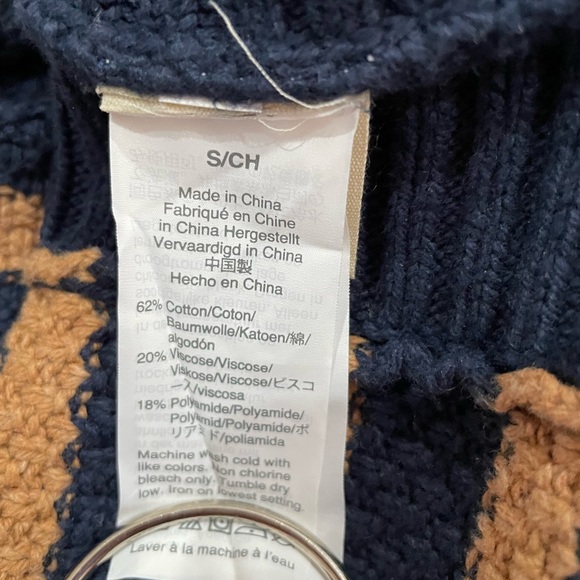 S/CH
Made in China
Fabriqué en Chine
in China Hergestellt
Vervaardigd in China
中国製
Hecho en China
62% Cotton/Coton/
Baumwolle/Katoen/綿/
algodón
20% Viscose/Viscose/
Viskose/Viscose/ビスコ
ース/viscosa
18% Polyamide/Polyamide/
Polyamid/Polyamide/ポ
リアミド/poliamida
Machine wash cold with
like colors. Non chlorine
bleach only. Tumble dry
low. Iron on lowest setting.
Laver à la machine à l'eau